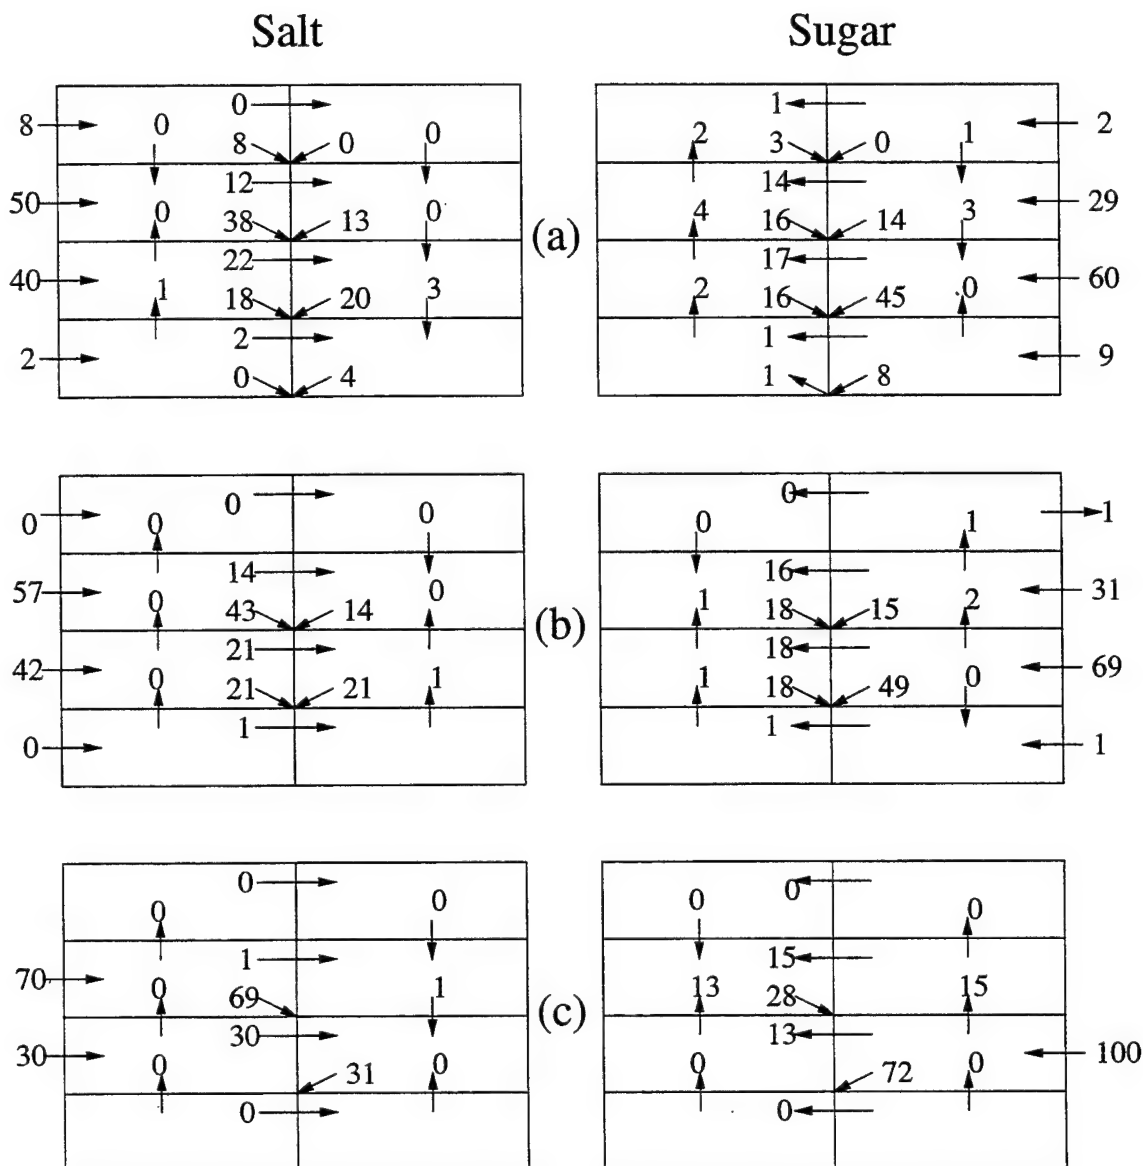 Salt Sugar
0 1
8 0 0 2 1 2
8 0 3 0
12 14
50 0 0 4 3 29
38 13 (a) 16 14
22 17
40 1 3 2 .0 60
18 20 16 45
2 1
2 9
0 4 1 8
0 0
0 0 0 0 1 1
14 16
57 0 0 1 2 31
43 14 (b) 18 15
21 18
42 0 1 1 0 69
21 21 18 49
1 1
0 1
0 0
0 0 0 0
1 15
70 0 1 13 15
69 (c) 28
30 13
30 0 0 0 0 100
31 72
0 0